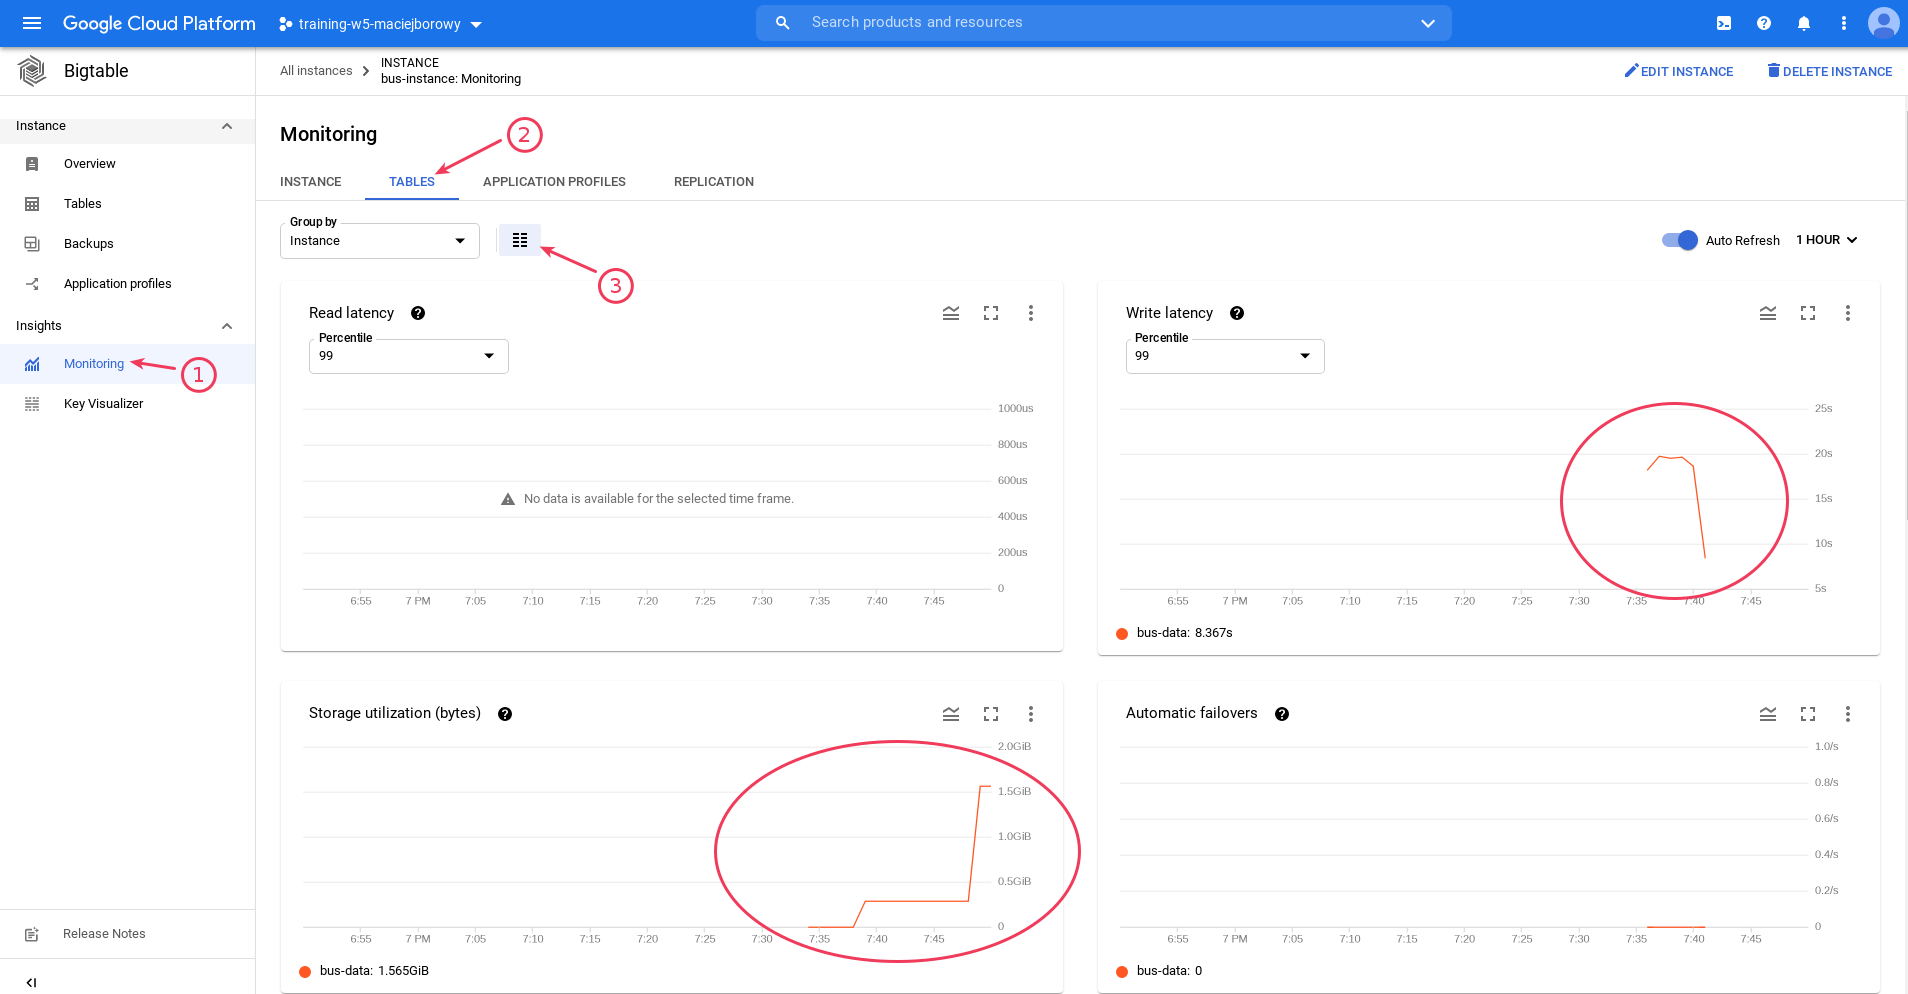 Google Cloud Platform
training-w5-maciejborowy
Search products and resources
Bigtable
All instances
INSTANCE
bus-instance: Monitoring
EDIT INSTANCE
DELETE INSTANCE
Instance
Overview
Tables
Backups
Application profiles
Insights
Monitoring
1
Key Visualizer
Release Notes
Monitoring
2
INSTANCE
TABLES
APPLICATION PROFILES
REPLICATION
Group by
Instance
3
Auto Refresh
1 HOUR
Read latency
Percentile
99
1000us
800us
600us
No data is available for the selected time frame.
400us
200us
0
6:55 7 PM 7:05 7:10 7:15 7:20 7:25 7:30 7:35 7:40 7:45
Write latency
Percentile
99
25s
20s
15s
10s
5s
6:55 7 PM 7:05 7:10 7:15 7:20 7:25 7:30 7:35 7:40 7:45
bus-data: 8.367s
Storage utilization (bytes)
2.0GiB
1.5GiB
1.0GiB
0.5GiB
0
6:55 7 PM 7:05 7:10 7:15 7:20 7:25 7:30 7:35 7:40 7:45
bus-data: 1.565GiB
Automatic failovers
1.0/s
0.8/s
0.6/s
0.4/s
0.2/s
0
6:55 7 PM 7:05 7:10 7:15 7:20 7:25 7:30 7:35 7:40 7:45
bus-data: 0